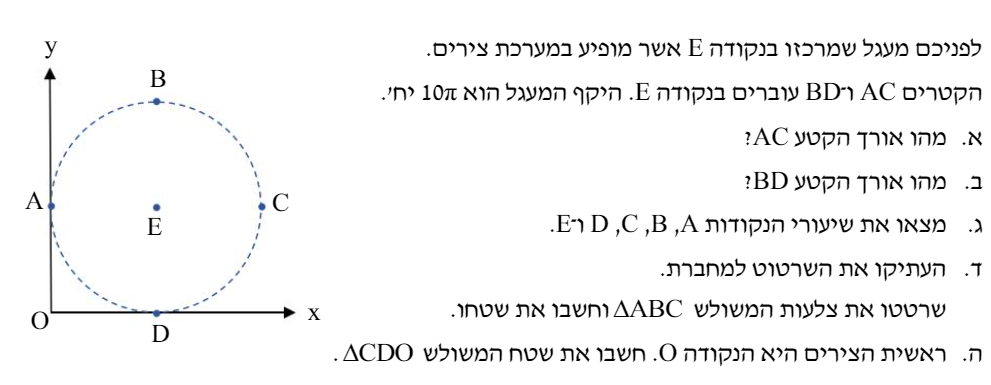 לפניכם מעגל שמרכזו בנקודה E אשר מופיע במערכת צירים.
הקטרים AC ו־BD עוברים בנקודה E. היקף המעגל הוא 10π יח׳.
א. מהו אורך הקטע AC?
ב. מהו אורך הקטע BD?
ג. מצאו את שיעורי הנקודות A, B, C, D ו־E.
ד. העתיקו את השרטוט למחברת.
שרטטו את צלעות המשולש ΔABC וחשבו את שטחו.
ה. ראשית הצירים היא הנקודה O. חשבו את שטח המשולש ΔCDO.
y
B
A
C
E
O
x
D